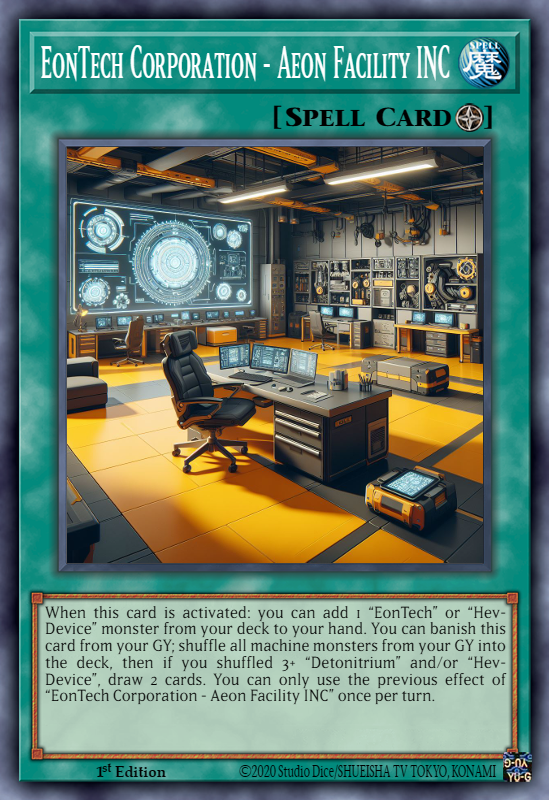 EonTech Corporation - Aeon Facility INC
SPELL
魔
[Spell Card]
When this card is activated: you can add 1 “EonTech” or “Hev-
Device” monster from your deck to your hand. You can banish this
card from your GY; shuffle all machine monsters from your GY into
the deck, then if you shuffled 3+ “Detonitrium” and/or “Hev-
Device”, draw 2 cards. You can only use the previous effect of
“EonTech Corporation - Aeon Facility INC” once per turn.
1st Edition
©2020 Studio Dice/SHUEISHA TV TOKYO, KONAMI